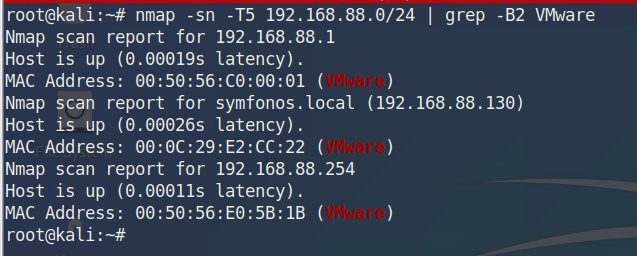 root@kali:~# nmap -sn -T5 192.168.88.0/24 | grep -B2 VMware
Nmap scan report for 192.168.88.1
Host is up (0.00019s latency).
MAC Address: 00:50:56:C0:00:01 (VMware)
Nmap scan report for symfonos.local (192.168.88.130)
Host is up (0.00026s latency).
MAC Address: 00:0C:29:E2:CC:22 (VMware)
Nmap scan report for 192.168.88.254
Host is up (0.00011s latency).
MAC Address: 00:50:56:E0:5B:1B (VMware)
root@kali:~#